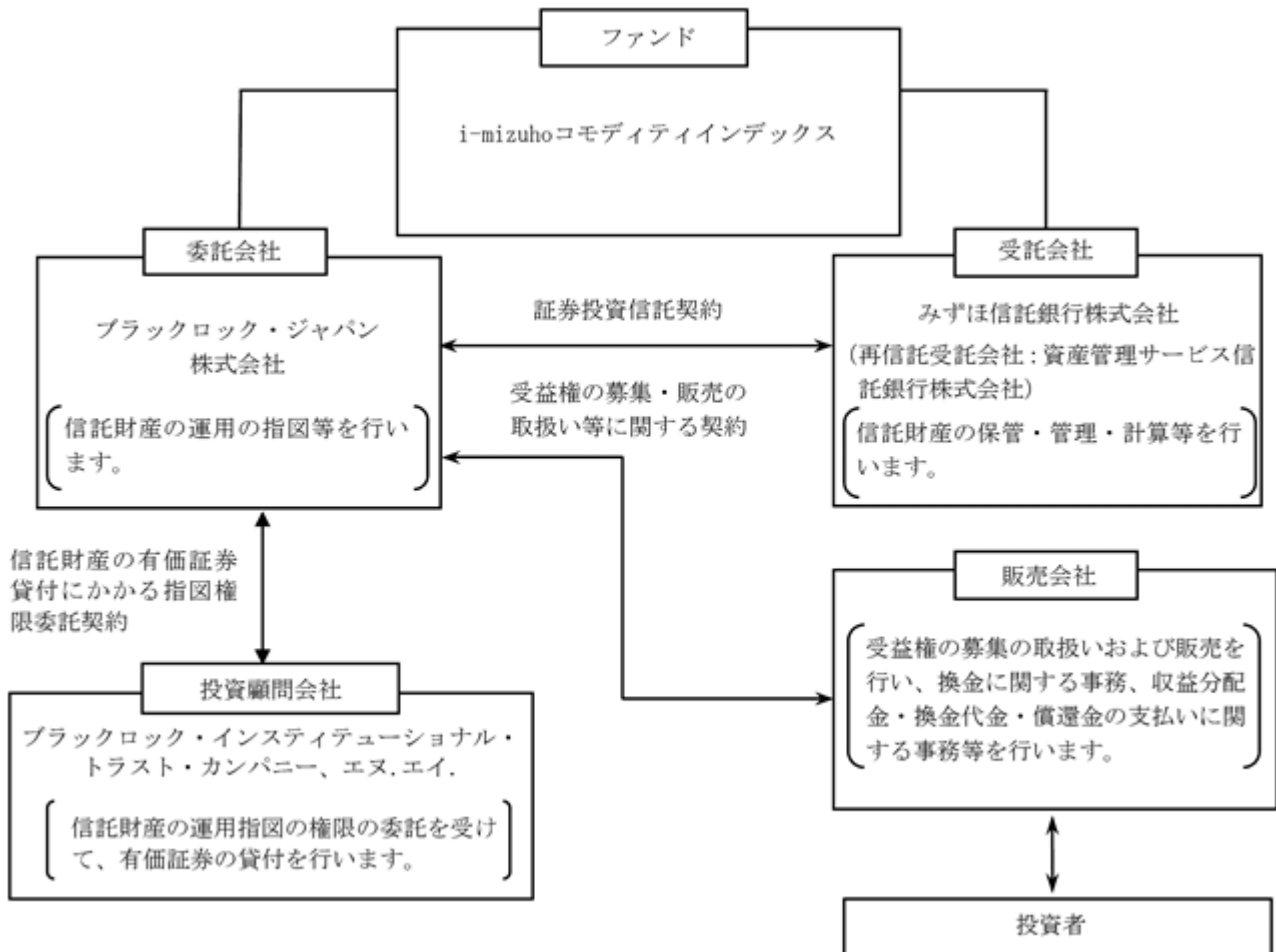 ファンド
i-mizuhoコモディティインデックス
委託会社
ブラックロック・ジャパン
株式会社
信託財産の運用の指図等を行い
ます。
証券投資信託契約
受益権の募集・販売の
取扱い等に関する契約
受託会社
みずほ信託銀行株式会社
(再信託受託会社:資産管理サービス信
託銀行株式会社)
信託財産の保管・管理・計算等を行
います。
信託財産の有価証券
貸付にかかる指図権
限委託契約
投資顧問会社
ブラックロック・インスティテューショナル・
トラスト・カンパニー、エヌ.エイ.
信託財産の運用指図の権限の委託を受け
て、有価証券の貸付を行います。
販売会社
受益権の募集の取扱いおよび販売を
行い、換金に関する事務、収益分配
金・換金代金・償還金の支払いに関
する事務等を行います。
投資者